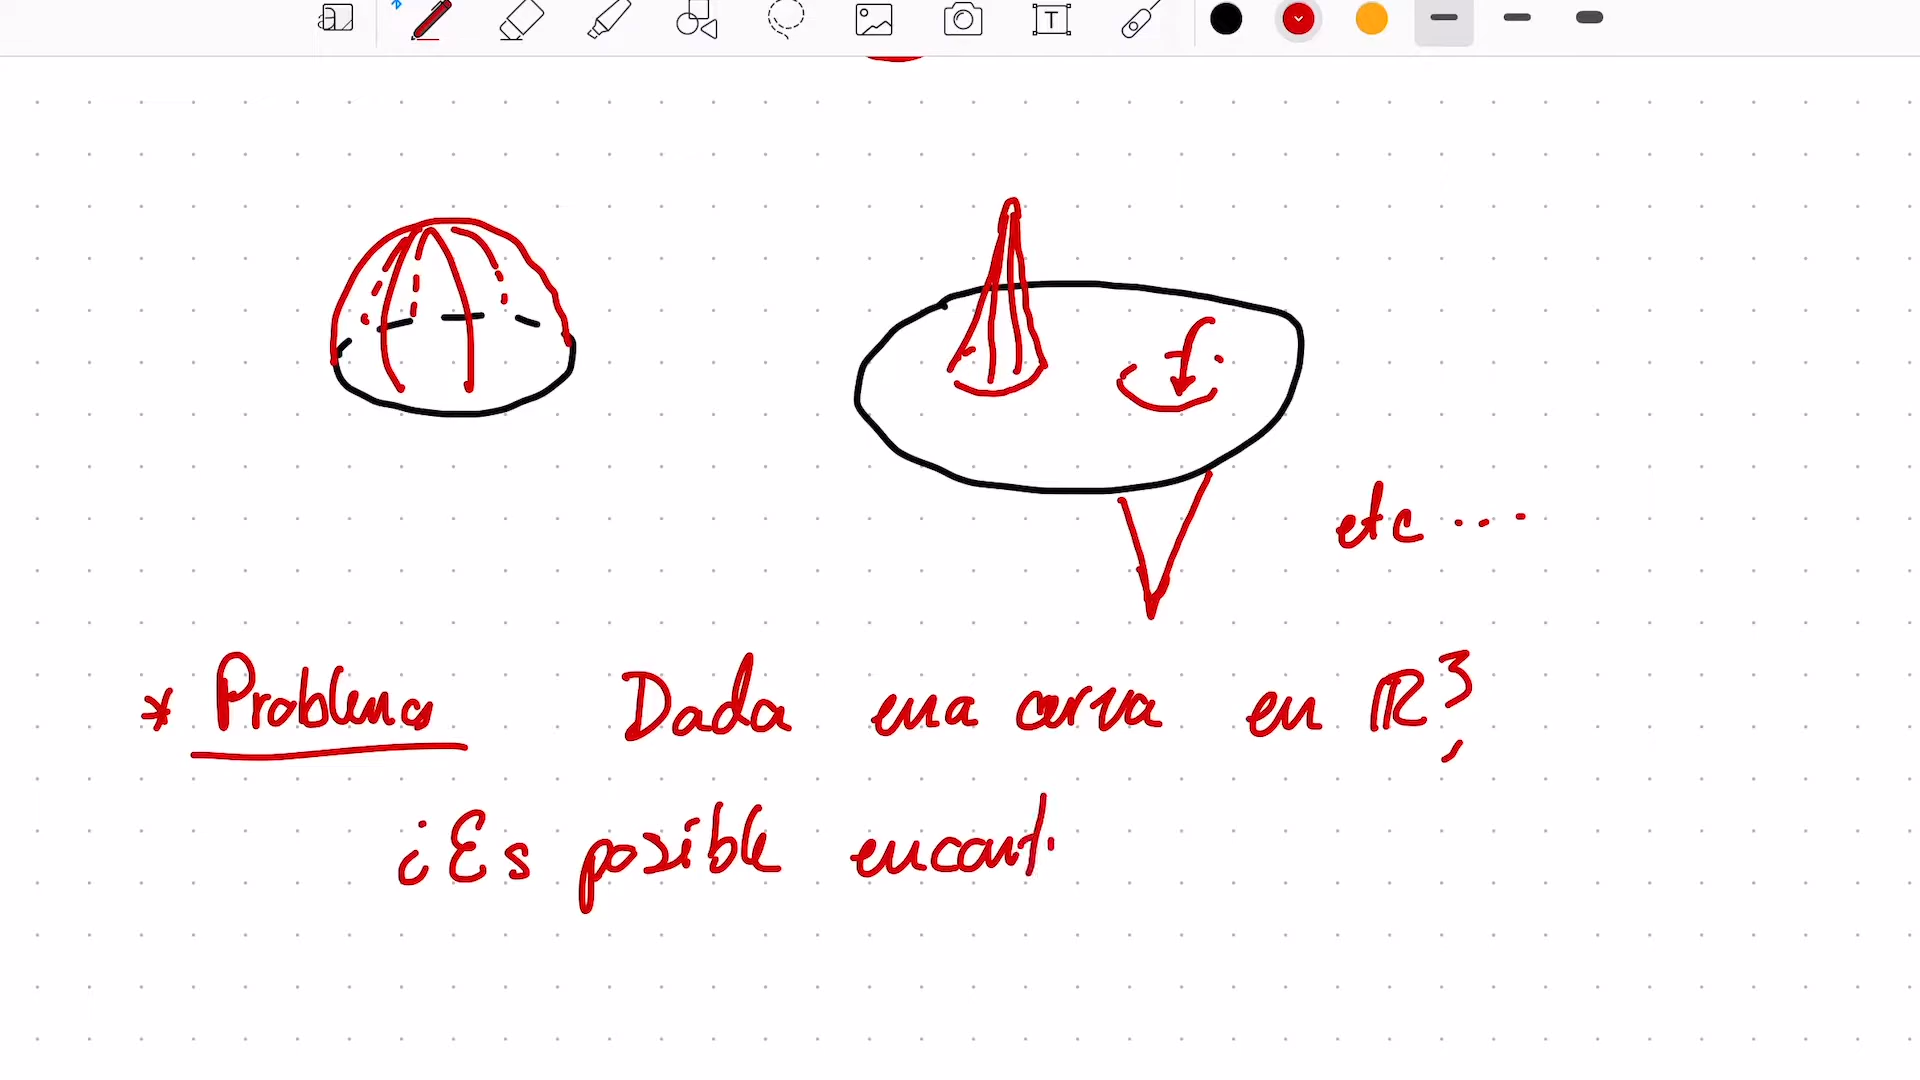 etc ...
* Problema Dada una curva en ℝ³,
¿Es posible encont